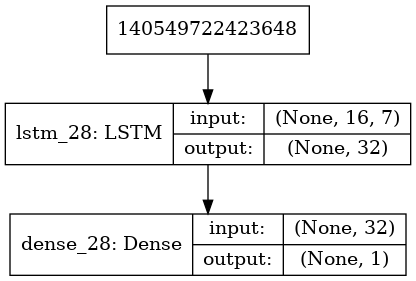 140549722423648
lstm_28: LSTM
input: (None, 16, 7)
output: (None, 32)
dense_28: Dense
input: (None, 32)
output: (None, 1)